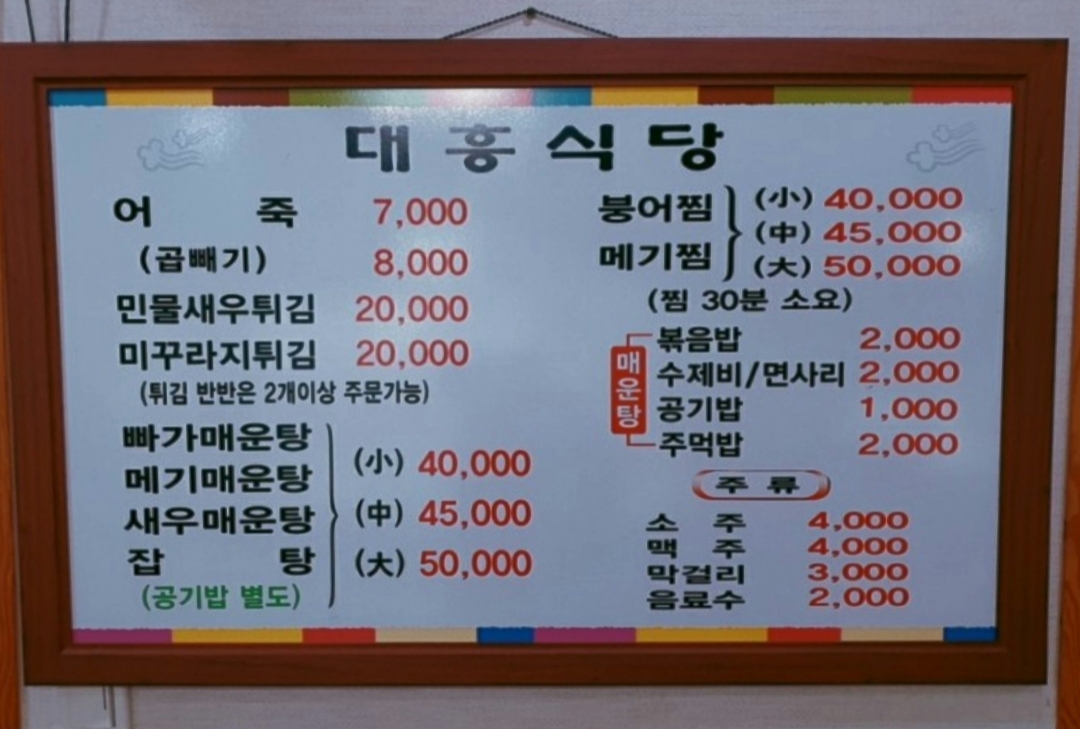 대흥식당
어 죽 7,000
(곱빼기) 8,000
민물새우튀김 20,000
미꾸라지튀김 20,000
(튀김 반반은 2개이상 주문가능)
빠가매운탕
메기매운탕
새우매운탕
잡 탕
(공기밥 별도)
(小) 40,000
(中) 45,000
(大) 50,000
붕어찜
메기찜
(小) 40,000
(中) 45,000
(大) 50,000
(찜 30분 소요)
매운탕
볶음밥 2,000
수제비/면사리 2,000
공기밥 1,000
주먹밥 2,000
주 류
소 주 4,000
맥 주 4,000
막걸리 3,000
음료수 2,000